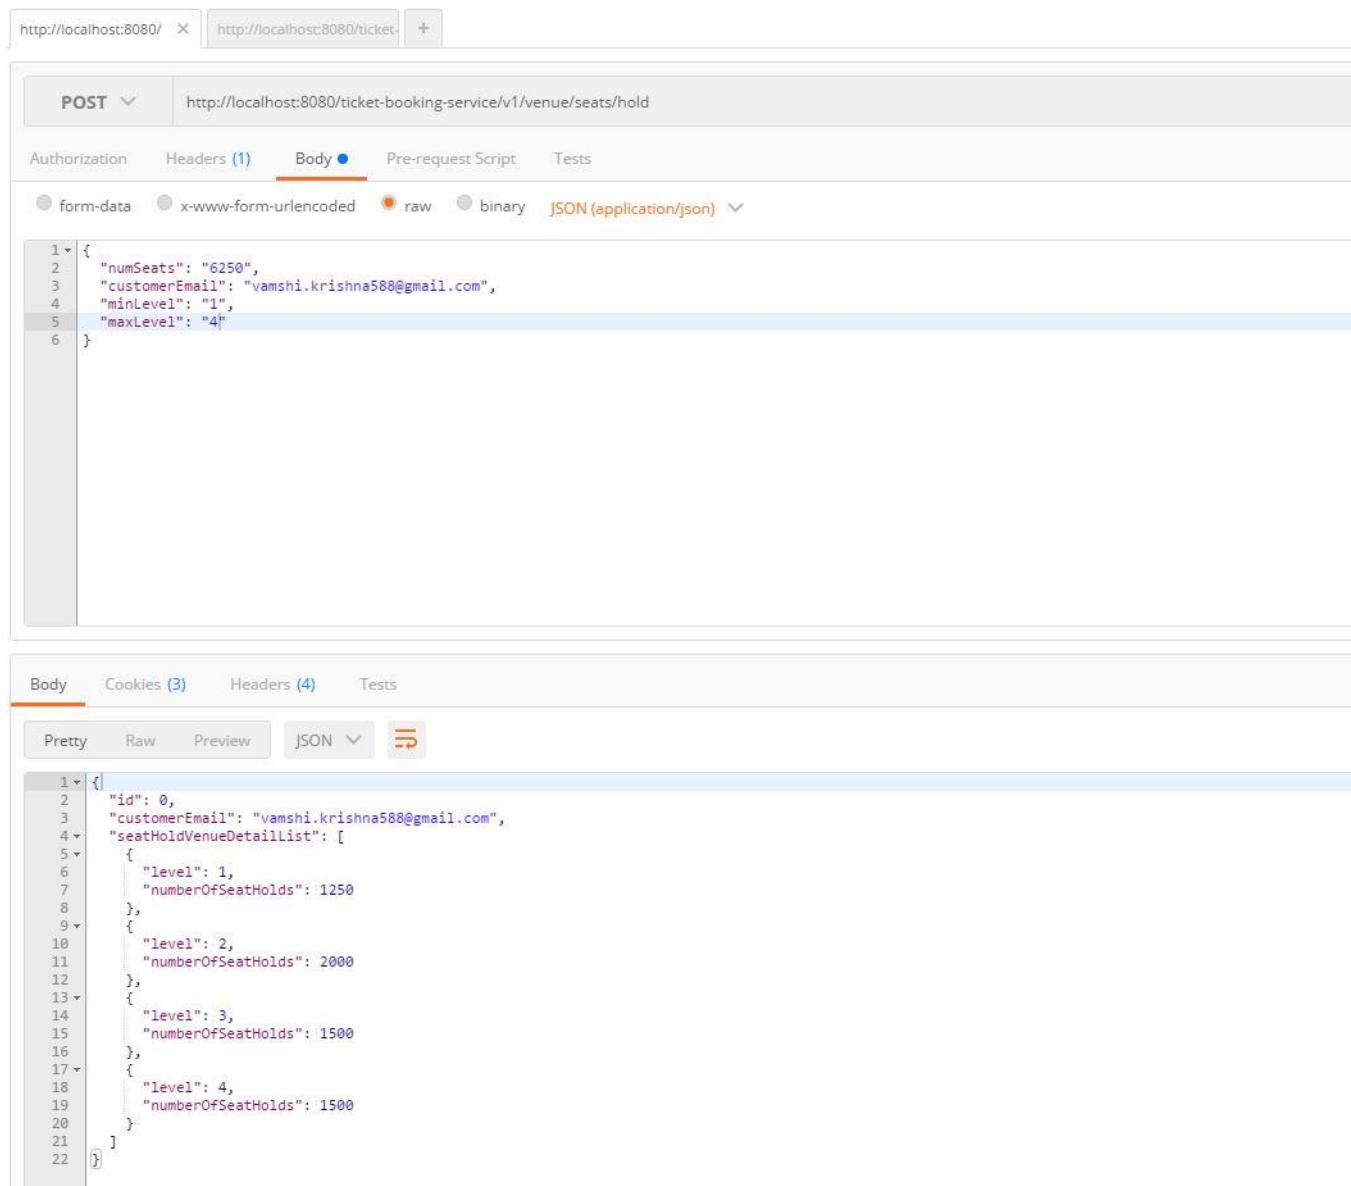 http://localhost:8080/ × http://localhost:8080/ticket- +
POST http://localhost:8080/ticket-booking-service/v1/venue/seats/hold
Authorization Headers (1) Body Pre-request Script Tests
form-data x-www-form-urlencoded raw binary JSON (application/json)
1 {
2 "numSeats": "6250",
3 "customerEmail": "vamshi.krishna588@gmail.com",
4 "minLevel": "1",
5 "maxLevel": "4"
6 }
Body Cookies (3) Headers (4) Tests
Pretty Raw Preview JSON
1 {
2 "id": 0,
3 "customerEmail": "vamshi.krishna588@gmail.com",
4 "seatHoldVenueDetailList": [
5 {
6 "level": 1,
7 "numberOfSeatHolds": 1250
8 },
9 {
10 "level": 2,
11 "numberOfSeatHolds": 2000
12 },
13 {
14 "level": 3,
15 "numberOfSeatHolds": 1500
16 },
17 {
18 "level": 4,
19 "numberOfSeatHolds": 1500
20 }
21 ]
22 }